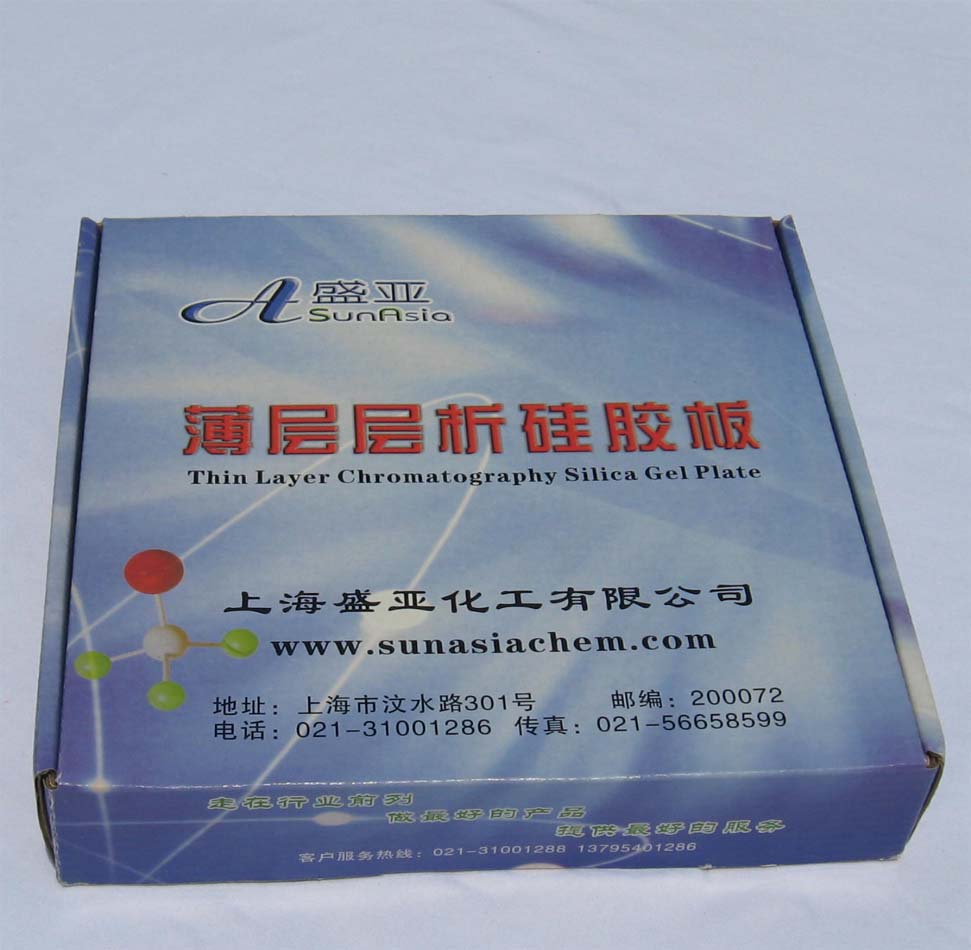 盛亚
SunAsia
薄层层析硅胶板
Thin Layer Chromatography Silica Gel Plate
上海盛亚化工有限公司
www.sunasiachem.com
地址：上海市汶水路301号 邮编：200072
电话：021-31001286 传真：021-56658599
走在行业前列
做最好的产品
提供最好的服务
客户服务热线：021-31001288 13795401286